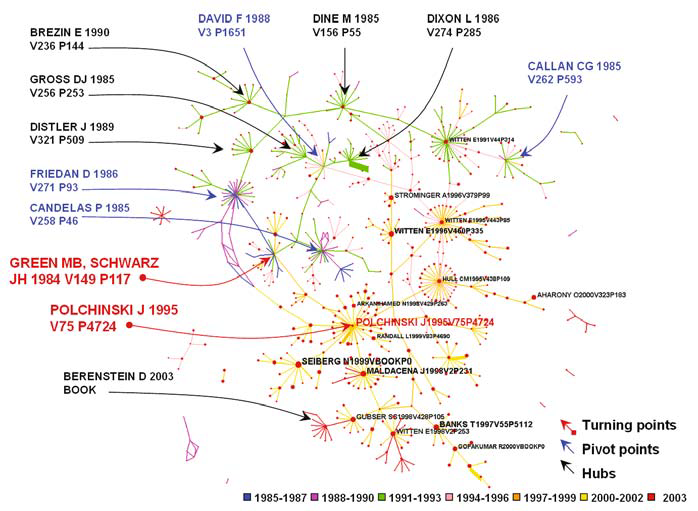 DAVID F 1988
V3 P1651
DINE M 1985
V156 P55
DIXON L 1986
V274 P285
BREZIN E 1990
V236 P144
CALLAN CG 1985
V262 P593
GROSS DJ 1985
V256 P253
DISTLER J 1989
V321 P509
WITTEN E1991V44P314
FRIEDAN D 1986
V271 P93
STROMINGER A1996V379P99
CANDELAS P 1985
V258 P46
WITTEN E1995V443P85
WITTEN E1996V460P335
GREEN MB, SCHWARZ
JH 1984 V149 P117
HULL CM1995V438P109
AHARONY O2000V323P183
ARKANIHAMED N1998V429P263
POLCHINSKI J 1995
V75 P4724
POLCHINSKI J1995V75P4724
RANDALL L1999V83P4690
SEIBERG N1999VBOOKP0
MALDACENA J1998V2P231
BERENSTEIN D 2003
BOOK
GUBSER SS1998V428P105
BANKS T1997V55P5112
WITTEN E1998V2P253
GOPAKUMAR R2000VBOOKP0
Turning points
Pivot points
Hubs
1985-1987 1988-1990 1991-1993 1994-1996 1997-1999 2000-2002 2003